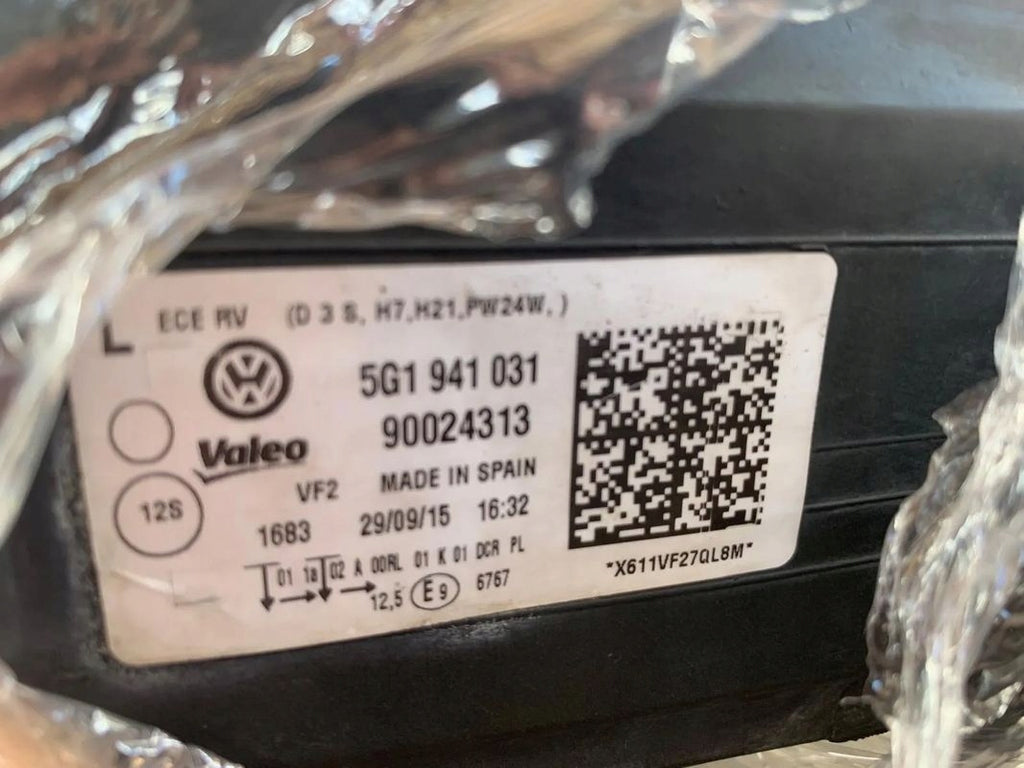 L ECE RV (D 3 S, H7,H21,PW24W, )
5G1 941 031
90024313
Valeo
VF2 MADE IN SPAIN
12S
1683 29/09/15 16:32
01 1a 02 A 00RL 01 K 01 DCR PL
12,5 E9 6767
*X611VF27QL8M*